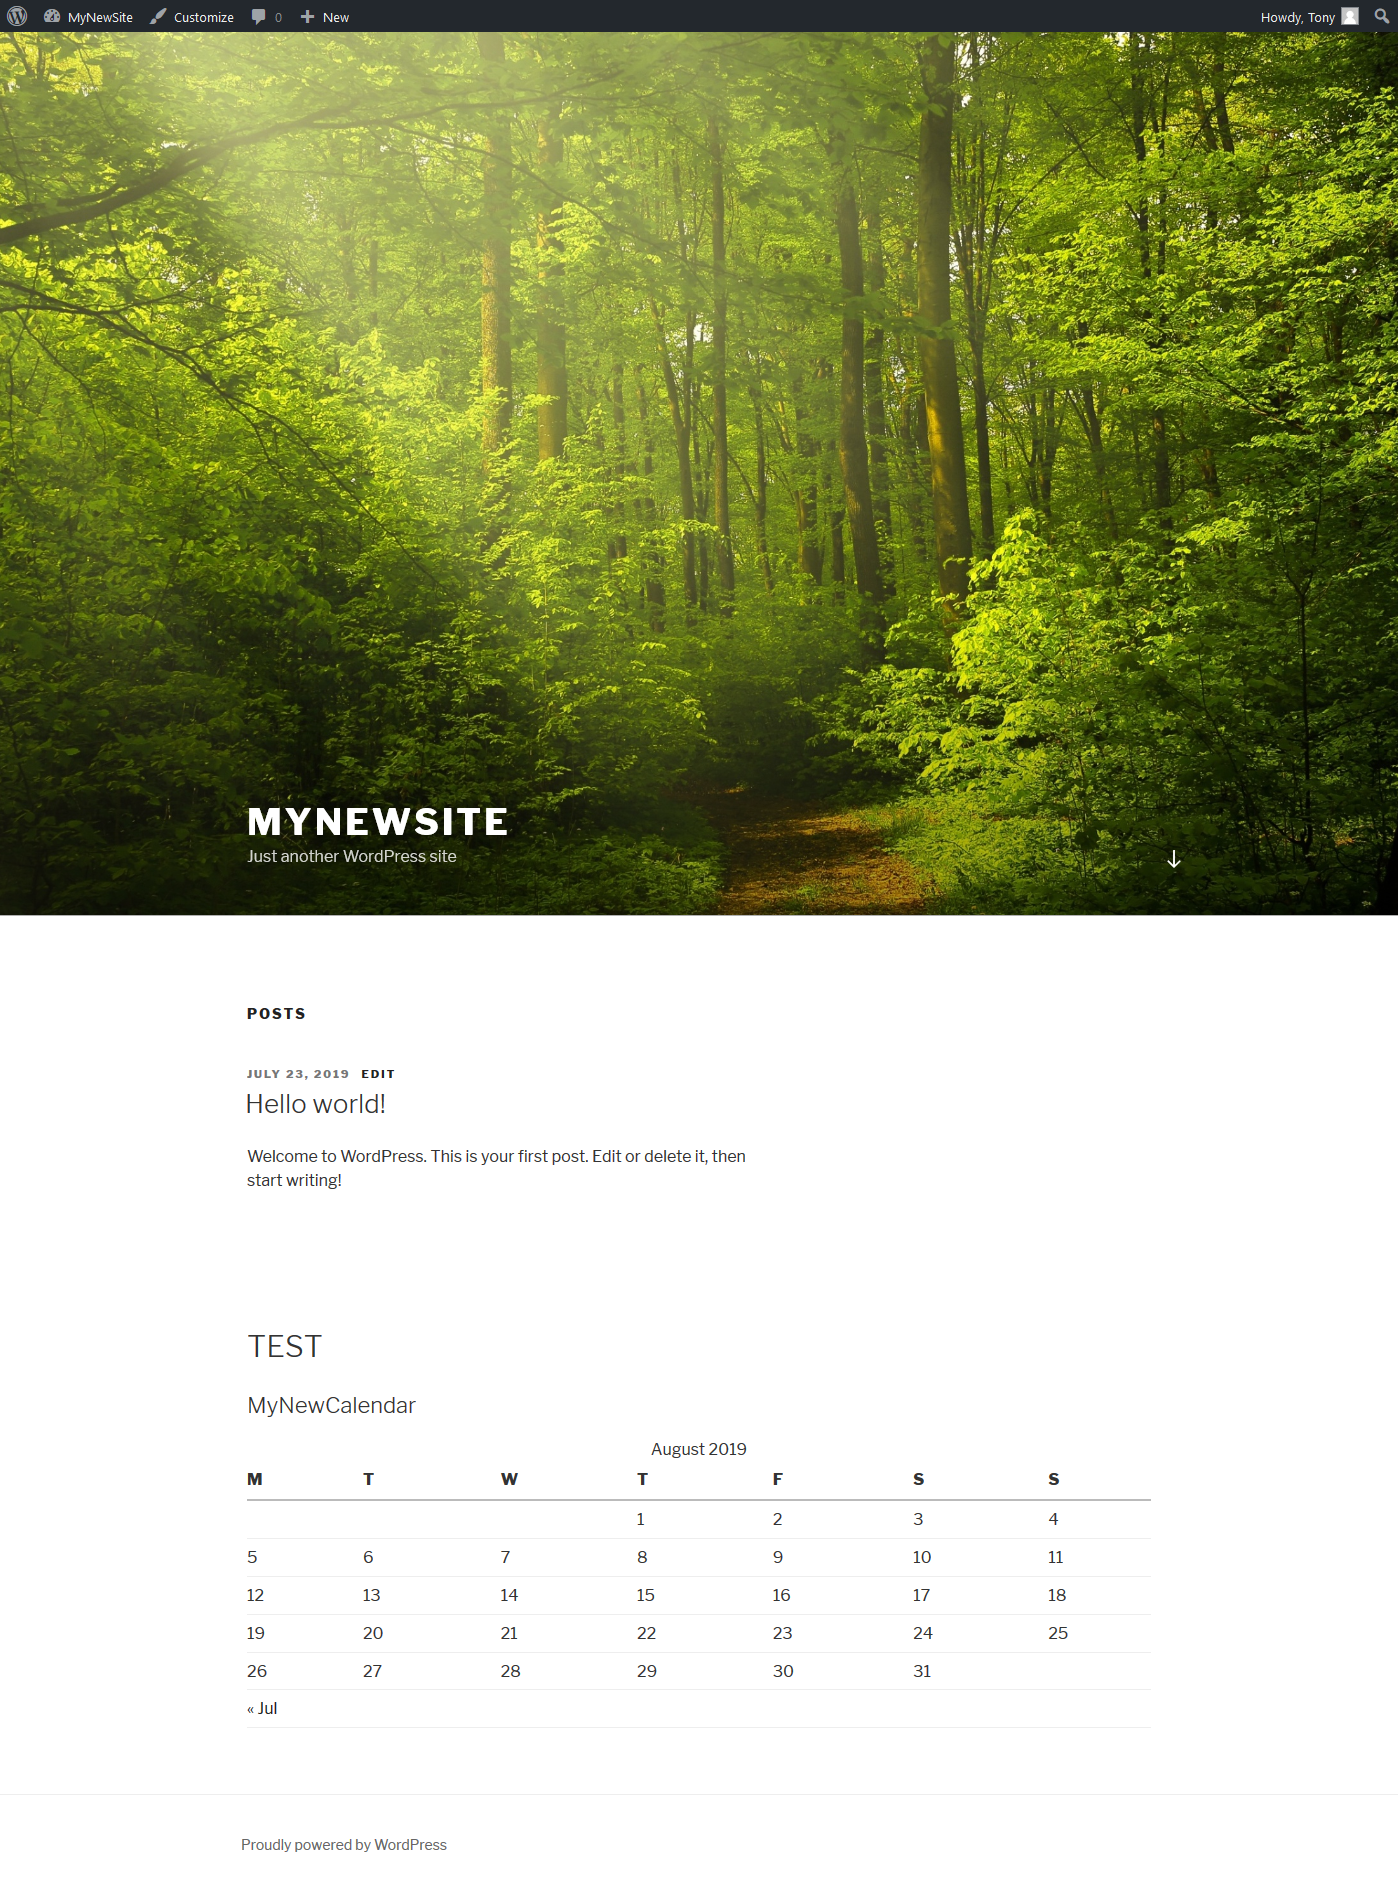 MyNewSite Customize 0 New Howdy, Tony
MYNEWSITE
Just another WordPress site
POSTS
JULY 23, 2019 EDIT
Hello world!
Welcome to WordPress. This is your first post. Edit or delete it, then
start writing!
TEST
MyNewCalendar
August 2019
M T W T F S S
1 2 3 4
5 6 7 8 9 10 11
12 13 14 15 16 17 18
19 20 21 22 23 24 25
26 27 28 29 30 31
« Jul
Proudly powered by WordPress